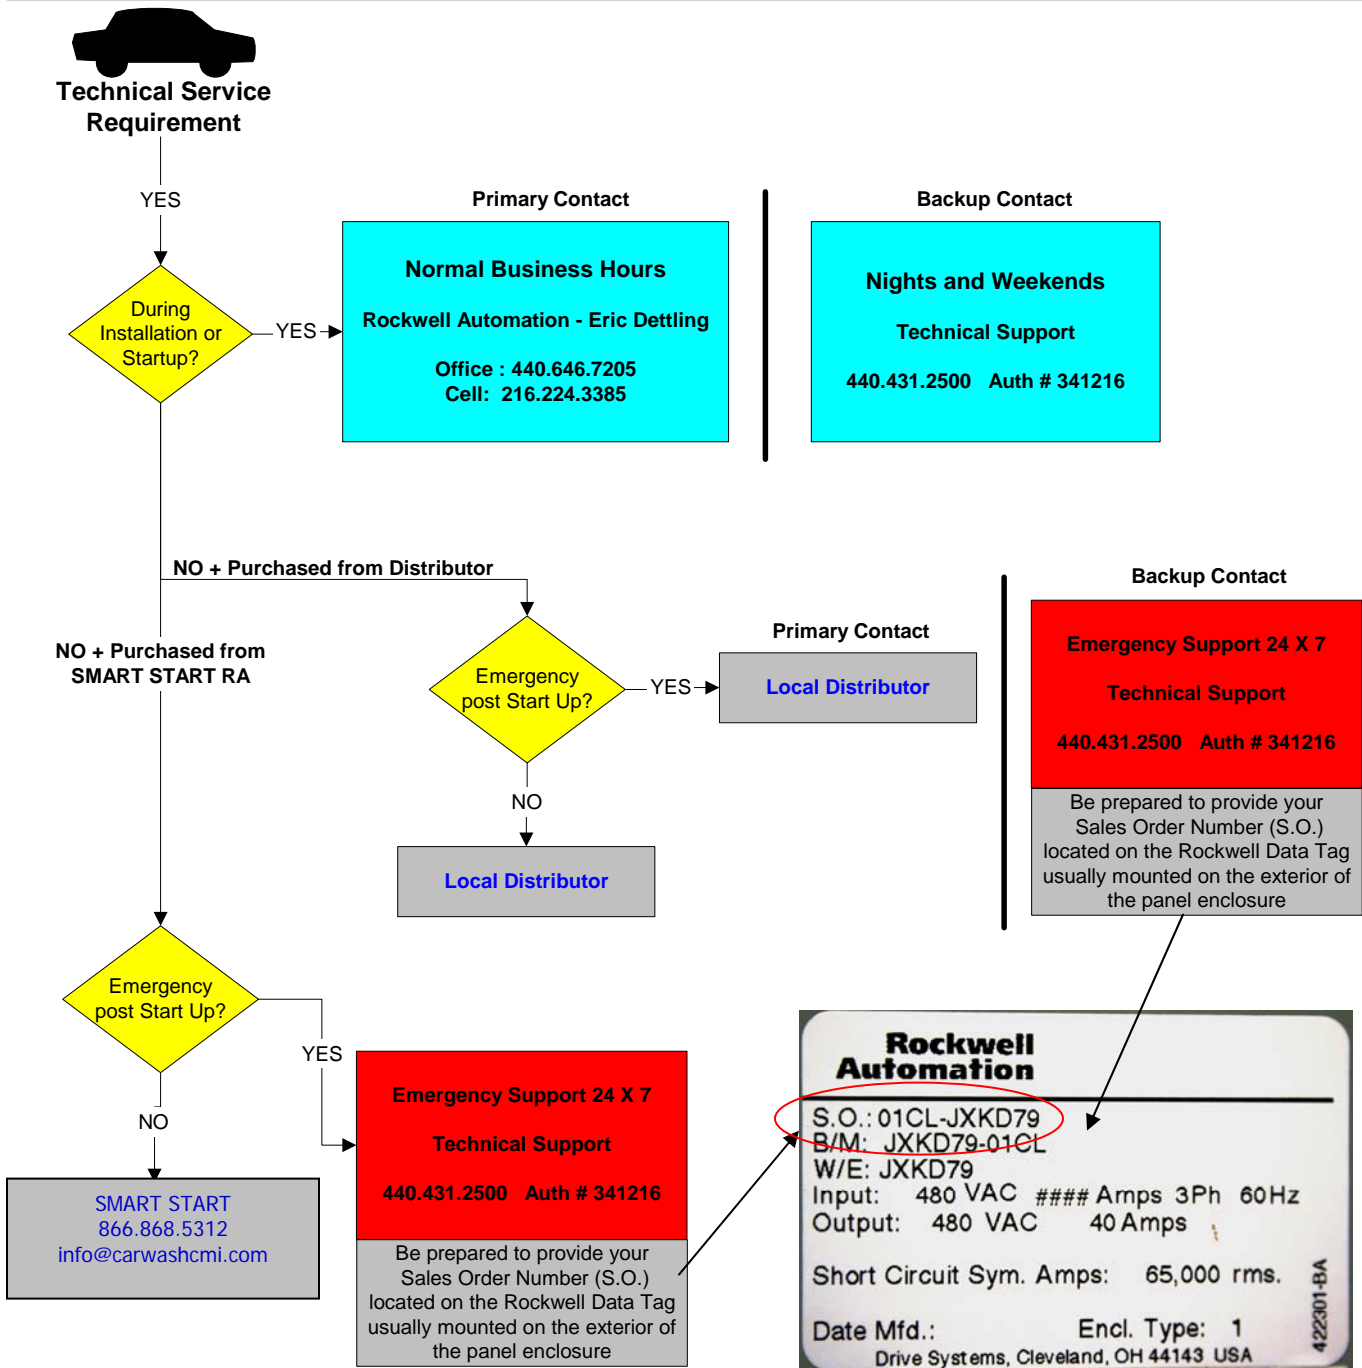 Technical Service
Requirement
YES
Primary Contact
Backup Contact
During
Installation or
Startup?
YES
Normal Business Hours
Rockwell Automation - Eric Dettling
Office : 440.646.7205
Cell: 216.224.3385
Nights and Weekends
Technical Support
440.431.2500 Auth # 341216
NO + Purchased from Distributor
NO + Purchased from
SMART START RA
Emergency
post Start Up?
YES
Primary Contact
Local Distributor
Backup Contact
Emergency Support 24 X 7
Technical Support
440.431.2500 Auth # 341216
Be prepared to provide your
Sales Order Number (S.O.)
located on the Rockwell Data Tag
usually mounted on the exterior of
the panel enclosure
NO
Local Distributor
Emergency
post Start Up?
YES
NO
SMART START
866.868.5312
info@carwashcmi.com
Emergency Support 24 X 7
Technical Support
440.431.2500 Auth # 341216
Be prepared to provide your
Sales Order Number (S.O.)
located on the Rockwell Data Tag
usually mounted on the exterior of
the panel enclosure
Rockwell
Automation
S.O.: 01CL-JXKD79
B/M: JXKD79-01CL
W/E: JXKD79
Input: 480 VAC #### Amps 3Ph 60Hz
Output: 480 VAC 40 Amps
Short Circuit Sym. Amps: 65,000 rms.
Date Mfd.: Encl. Type: 1
Drive Systems, Cleveland, OH 44143 USA
422301-BA